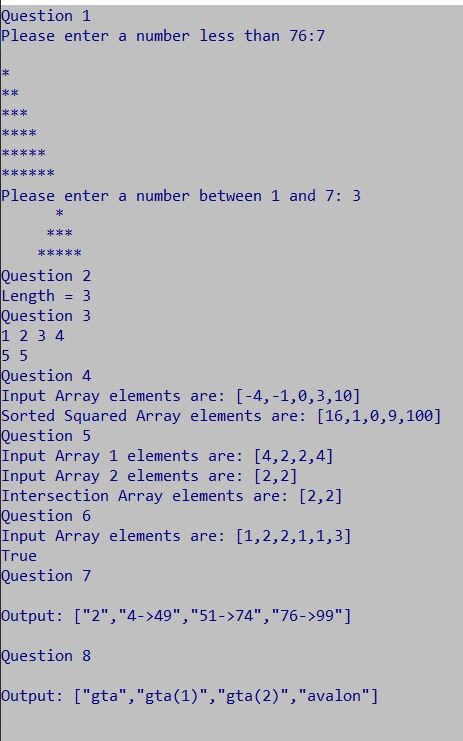 Question 1
Please enter a number less than 76:7
*
**
***
****
*****
******
Please enter a number between 1 and 7: 3
*
***
*****
Question 2
Length = 3
Question 3
1 2 3 4
5 5
Question 4
Input Array elements are: [-4,-1,0,3,10]
Sorted Squared Array elements are: [16,1,0,9,100]
Question 5
Input Array 1 elements are: [4,2,2,4]
Input Array 2 elements are: [2,2]
Intersection Array elements are: [2,2]
Question 6
Input Array elements are: [1,2,2,1,1,3]
True
Question 7
Output: ["2","4->49","51->74","76->99"]
Question 8
Output: ["gta","gta(1)","gta(2)","avalon"]